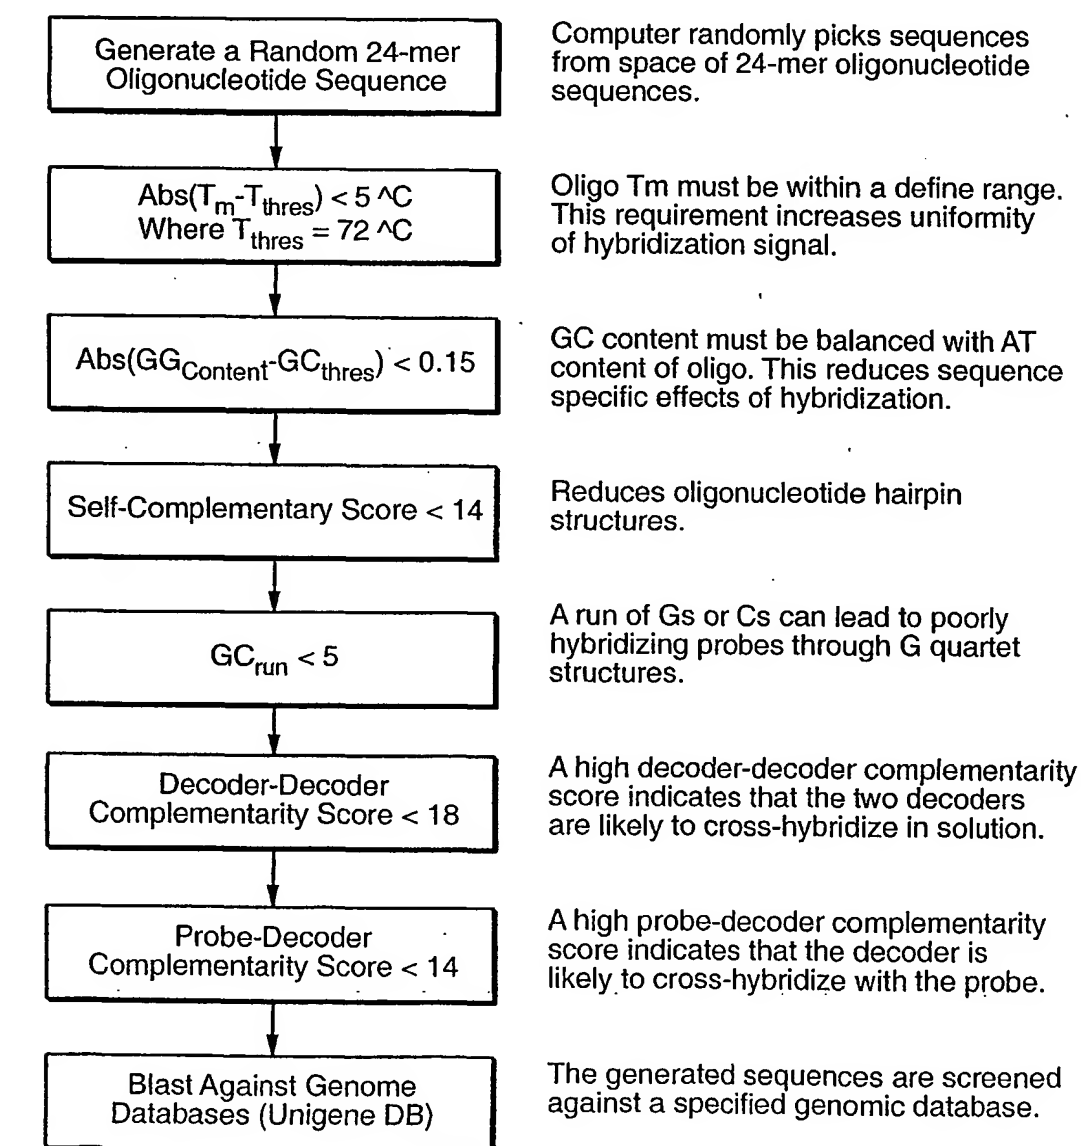 Generate a Random 24-mer
Oligonucleotide Sequence
Computer randomly picks sequences
from space of 24-mer oligonucleotide
sequences.
Abs(Tm-Tthres) < 5 ^C
Where Tthres = 72 ^C
Oligo Tm must be within a define range.
This requirement increases uniformity
of hybridization signal.
Abs(GGContent-GCthres) < 0.15
GC content must be balanced with AT
content of oligo. This reduces sequence
specific effects of hybridization.
Self-Complementary Score < 14
Reduces oligonucleotide hairpin
structures.
GCrun < 5
A run of Gs or Cs can lead to poorly
hybridizing probes through G quartet
structures.
Decoder-Decoder
Complementarity Score < 18
A high decoder-decoder complementarity
score indicates that the two decoders
are likely to cross-hybridize in solution.
Probe-Decoder
Complementarity Score < 14
A high probe-decoder complementarity
score indicates that the decoder is
likely to cross-hybridize with the probe.
Blast Against Genome
Databases (Unigene DB)
The generated sequences are screened
against a specified genomic database.